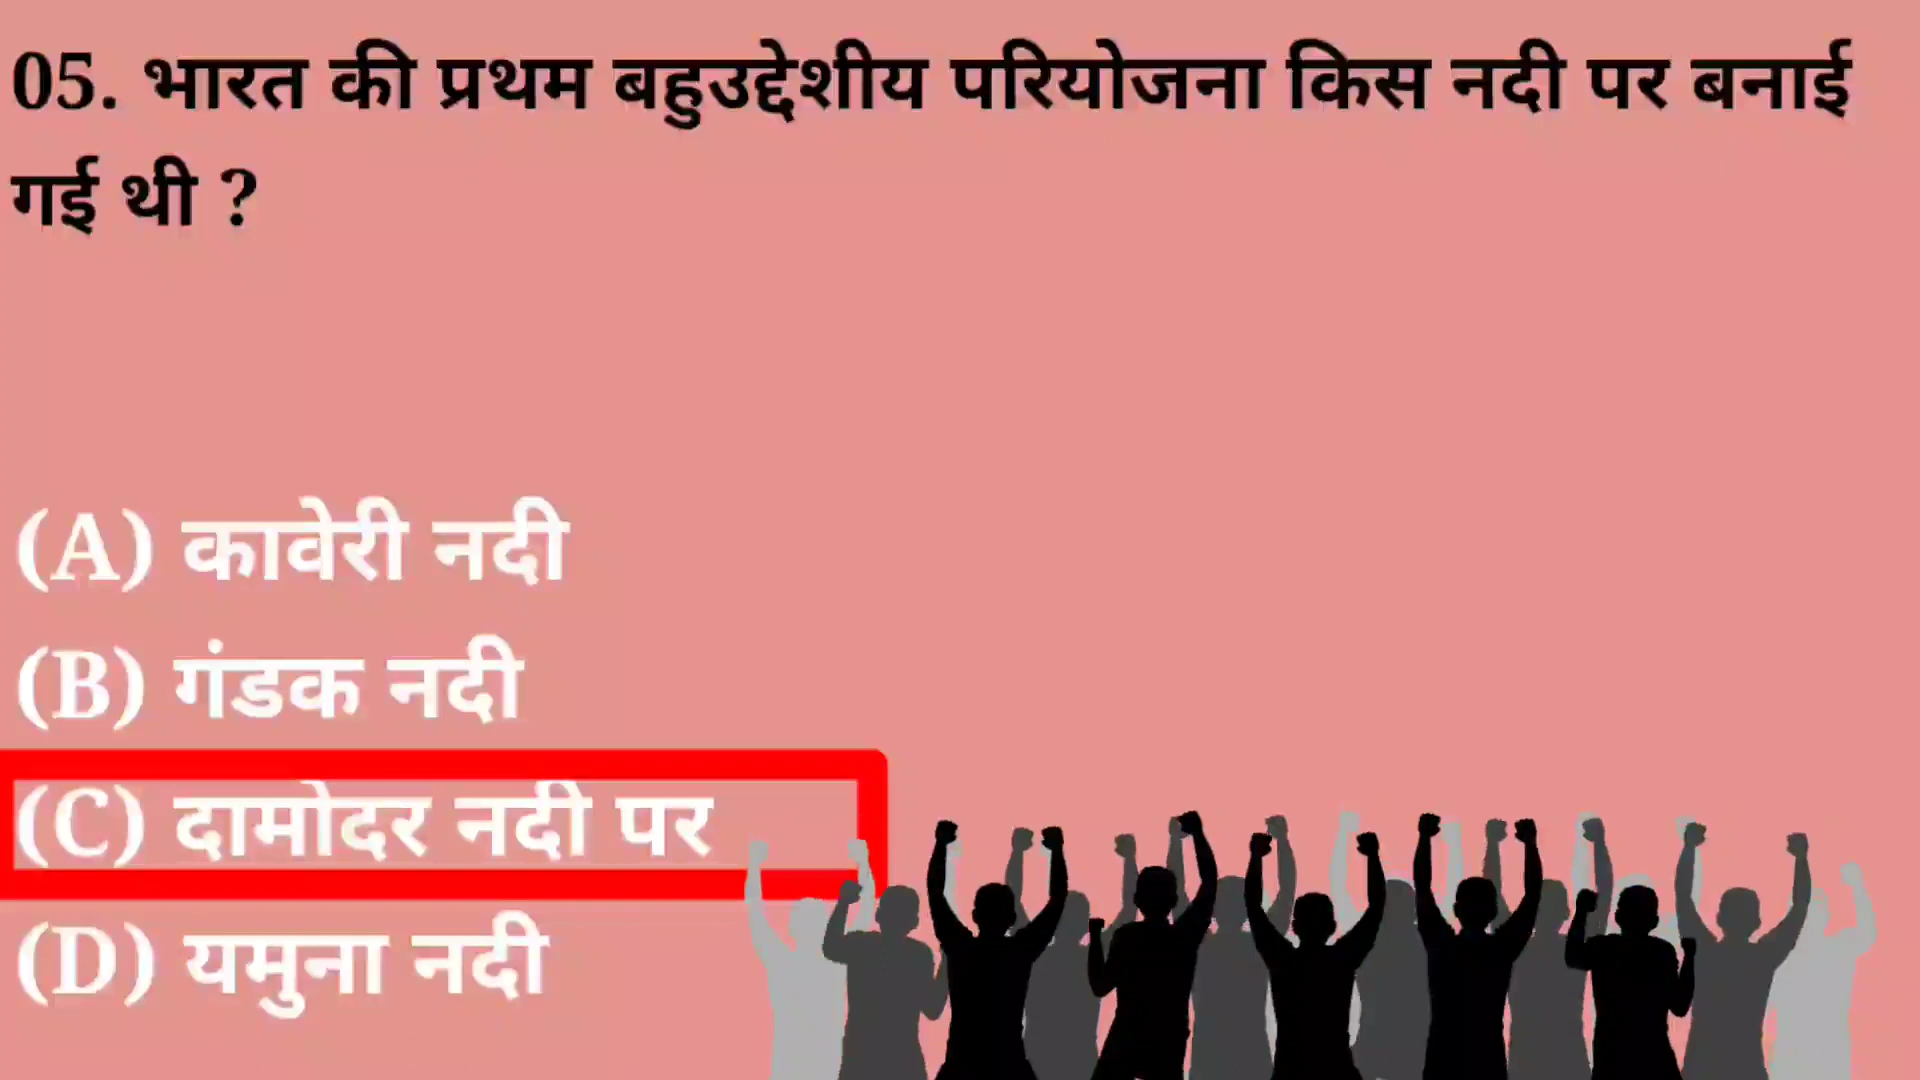 05. भारत की प्रथम बहुउद्देशीय परियोजना किस नदी पर बनाई
गई थी ?
(A) कावेरी नदी
(B) गंडक नदी
(C) दामोदर नदी पर
(D) यमुना नदी